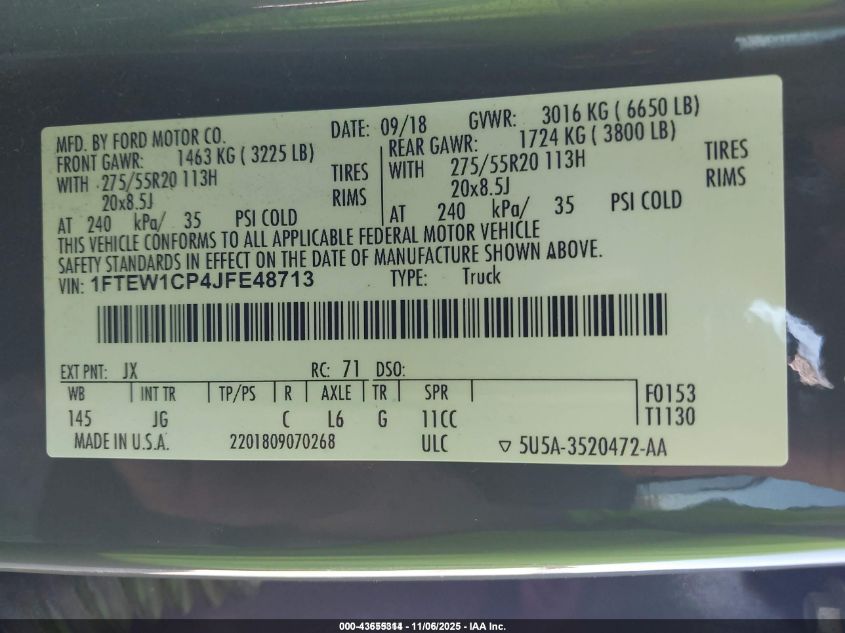 MFD. BY FORD MOTOR CO. DATE: 09/18 GVWR: 3016 KG ( 6650 LB)
FRONT GAWR: 1463 KG ( 3225 LB) REAR GAWR: 1724 KG ( 3800 LB)
WITH 275/55R20 113H TIRES WITH 275/55R20 113H TIRES
20x8.5J RIMS 20x8.5J RIMS
AT 240 kPa/ 35 PSI COLD AT 240 kPa/ 35 PSI COLD
THIS VEHICLE CONFORMS TO ALL APPLICABLE FEDERAL MOTOR VEHICLE
SAFETY STANDARDS IN EFFECT ON THE DATE OF MANUFACTURE SHOWN ABOVE.
VIN: 1FTEW1CP4JFE48713 TYPE: Truck
EXT PNT: JX RC: 71 DSO:
WB INT TR TP/PS R AXLE TR SPR F0153
145 JG C L6 G 11CC T1130
MADE IN U.S.A. 2201809070268 ULC ▽ 5U5A-3520472-AA
11/06/2025 - IAA Inc.